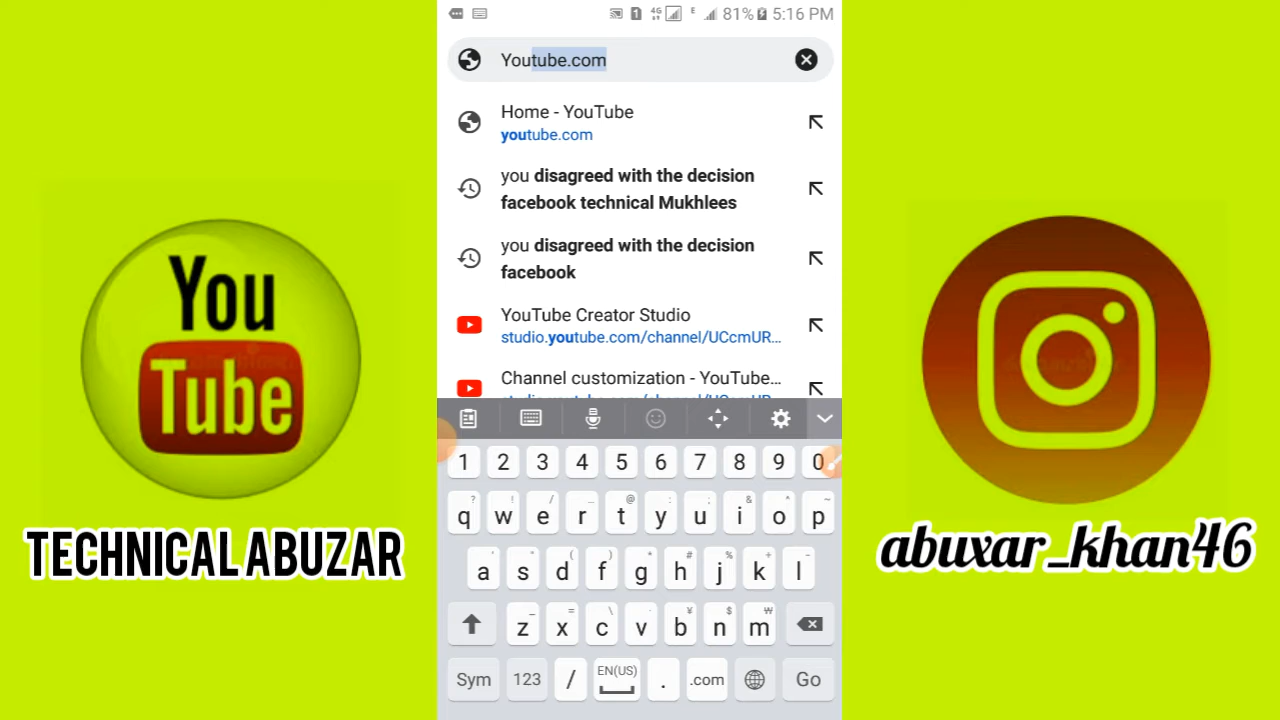 81% 5:16 PM
Youtube.com
Home - YouTube
youtube.com
you disagreed with the decision
facebook technical Mukhlees
you disagreed with the decision
facebook
YouTube Creator Studio
studio.youtube.com/channel/UCcmUR...
Channel customization - YouTube...
You
Tube
TECHNICAL ABUZAR
abuxar_khan46
1 2 3 4 5 6 7 8 9 0
q w e r t y u i o p
a s d f g h j k l
z x c v b n m
Sym 123 / EN(US) . .com Go